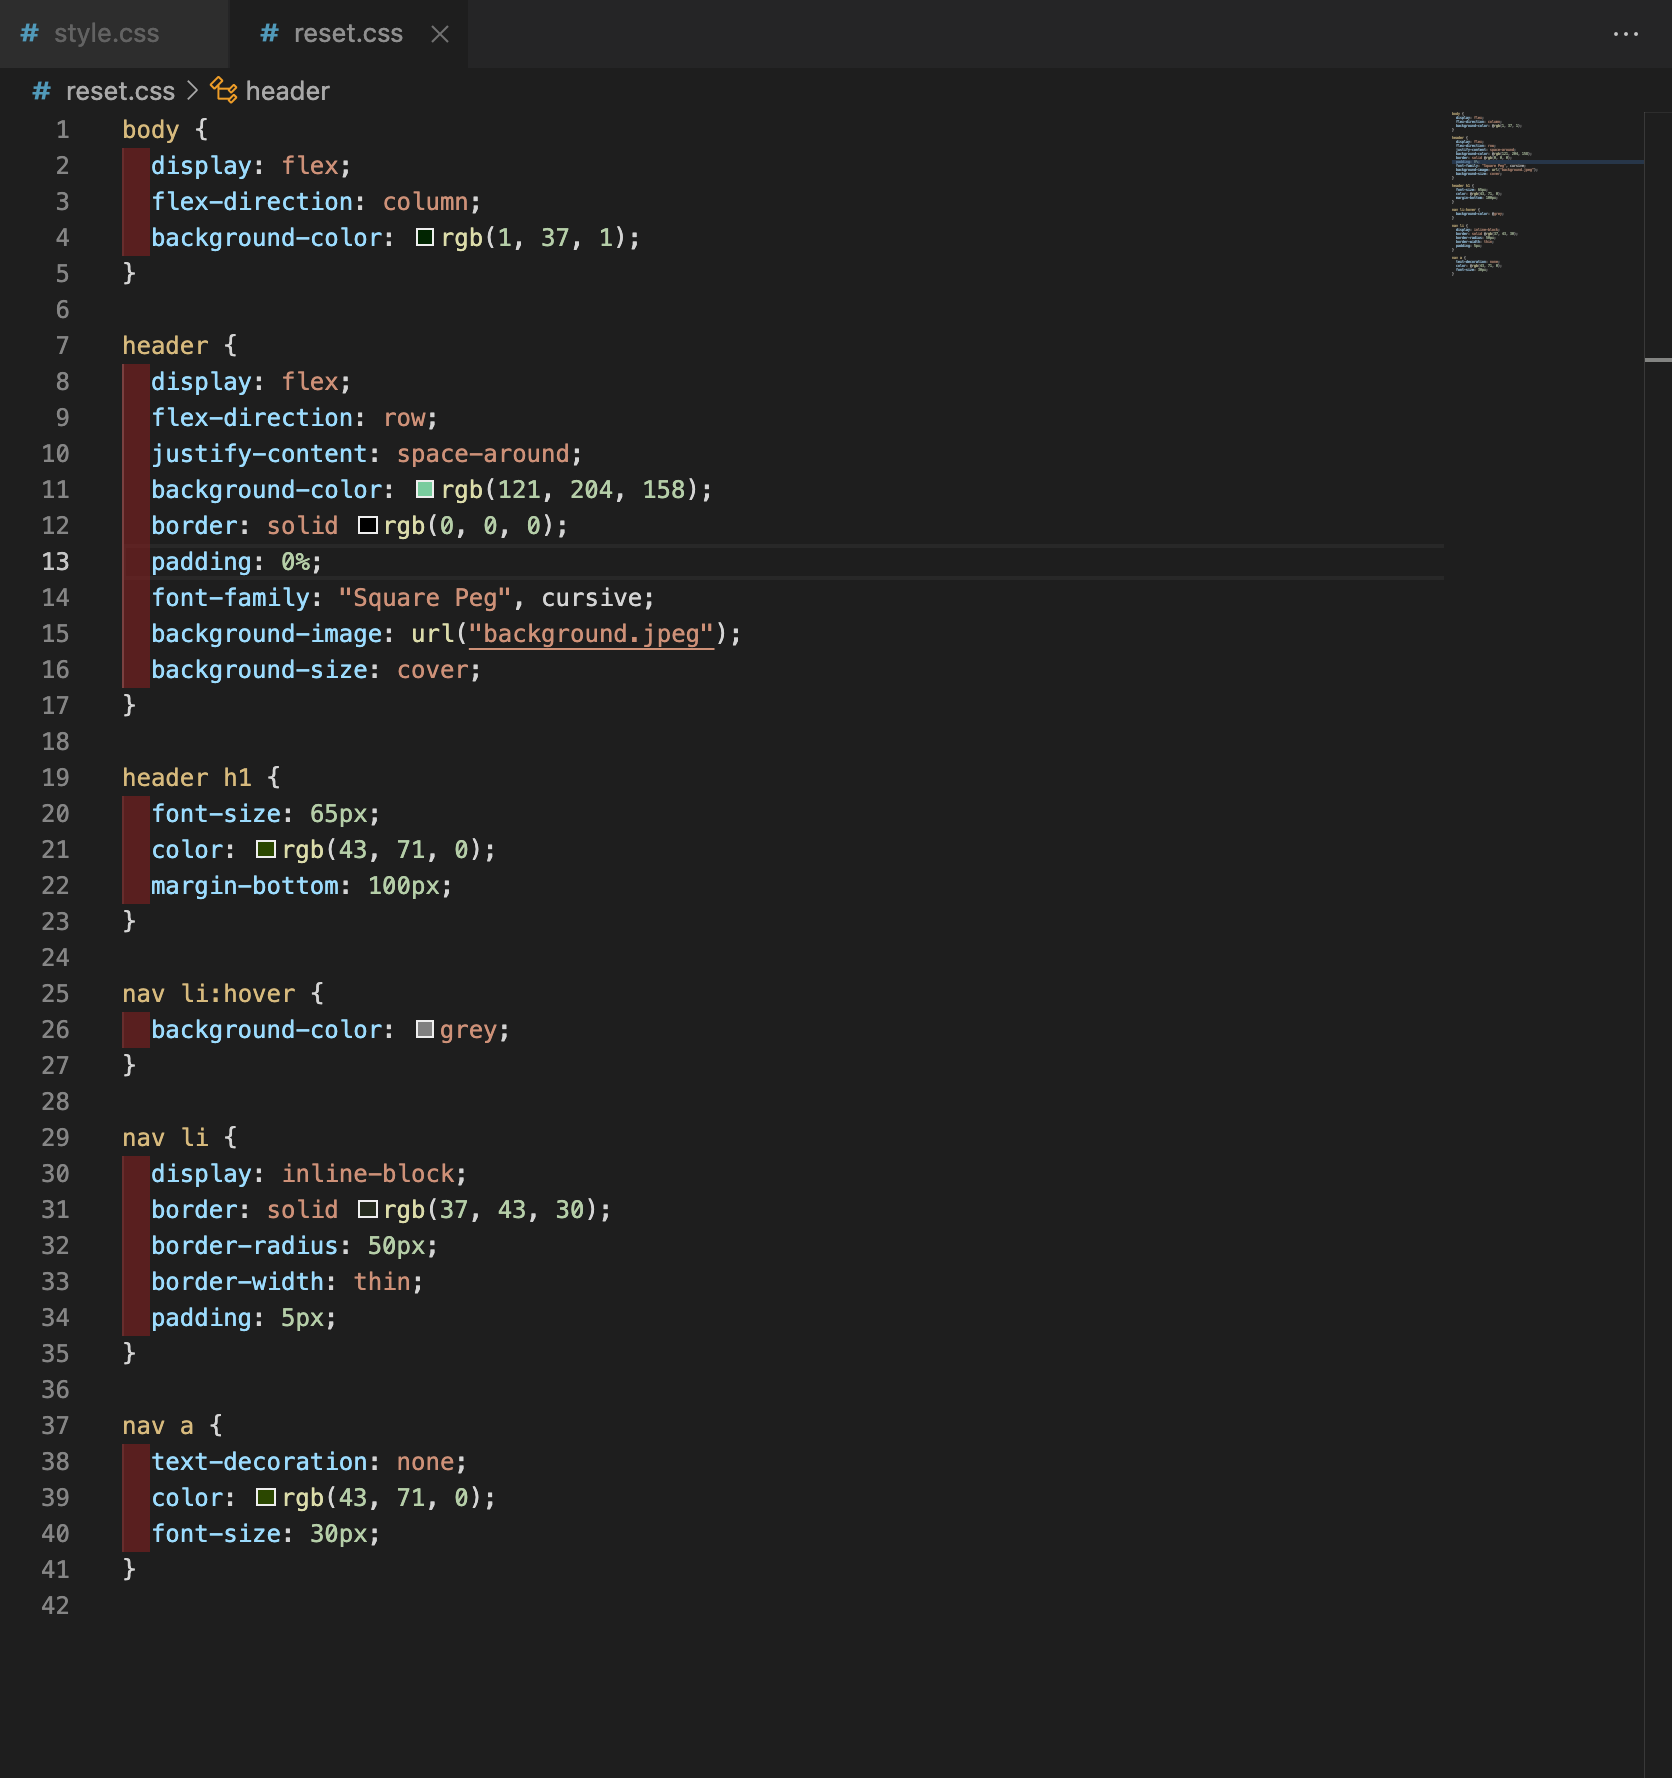 # style.css # reset.css × ...
# reset.css > header
1 body {
2   display: flex;
3   flex-direction: column;
4   background-color: rgb(1, 37, 1);
5 }
6
7 header {
8   display: flex;
9   flex-direction: row;
10   justify-content: space-around;
11   background-color: rgb(121, 204, 158);
12   border: solid rgb(0, 0, 0);
13   padding: 0%;
14   font-family: "Square Peg", cursive;
15   background-image: url("background.jpeg");
16   background-size: cover;
17 }
18
19 header h1 {
20   font-size: 65px;
21   color: rgb(43, 71, 0);
22   margin-bottom: 100px;
23 }
24
25 nav li:hover {
26   background-color: grey;
27 }
28
29 nav li {
30   display: inline-block;
31   border: solid rgb(37, 43, 30);
32   border-radius: 50px;
33   border-width: thin;
34   padding: 5px;
35 }
36
37 nav a {
38   text-decoration: none;
39   color: rgb(43, 71, 0);
40   font-size: 30px;
41 }
42